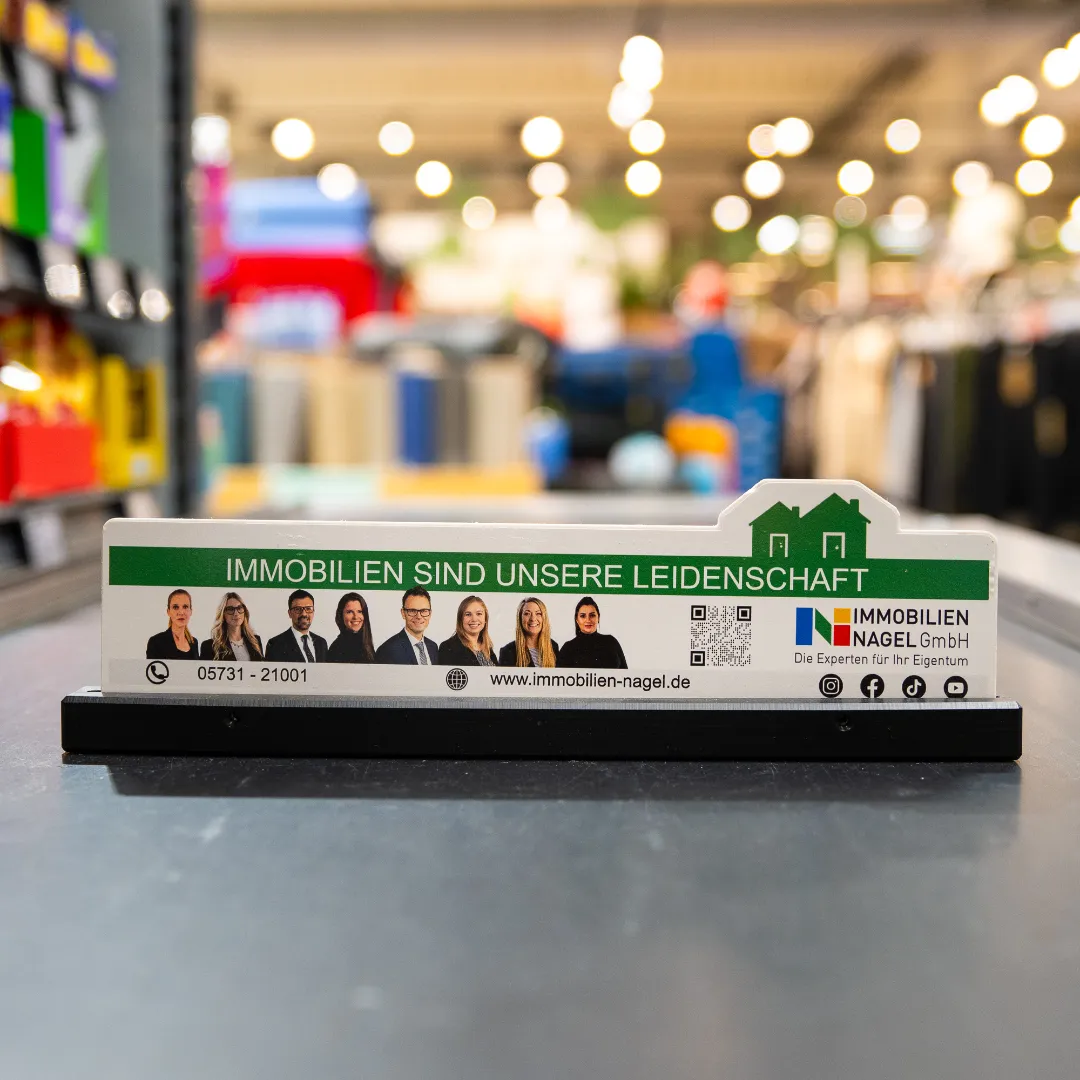 IMMOBILIEN SIND UNSERE LEIDENSCHAFT
IMMOBILIEN
NAGEL GmbH
Die Experten für Ihr Eigentum
05731 - 21001
www.immobilien-nagel.de